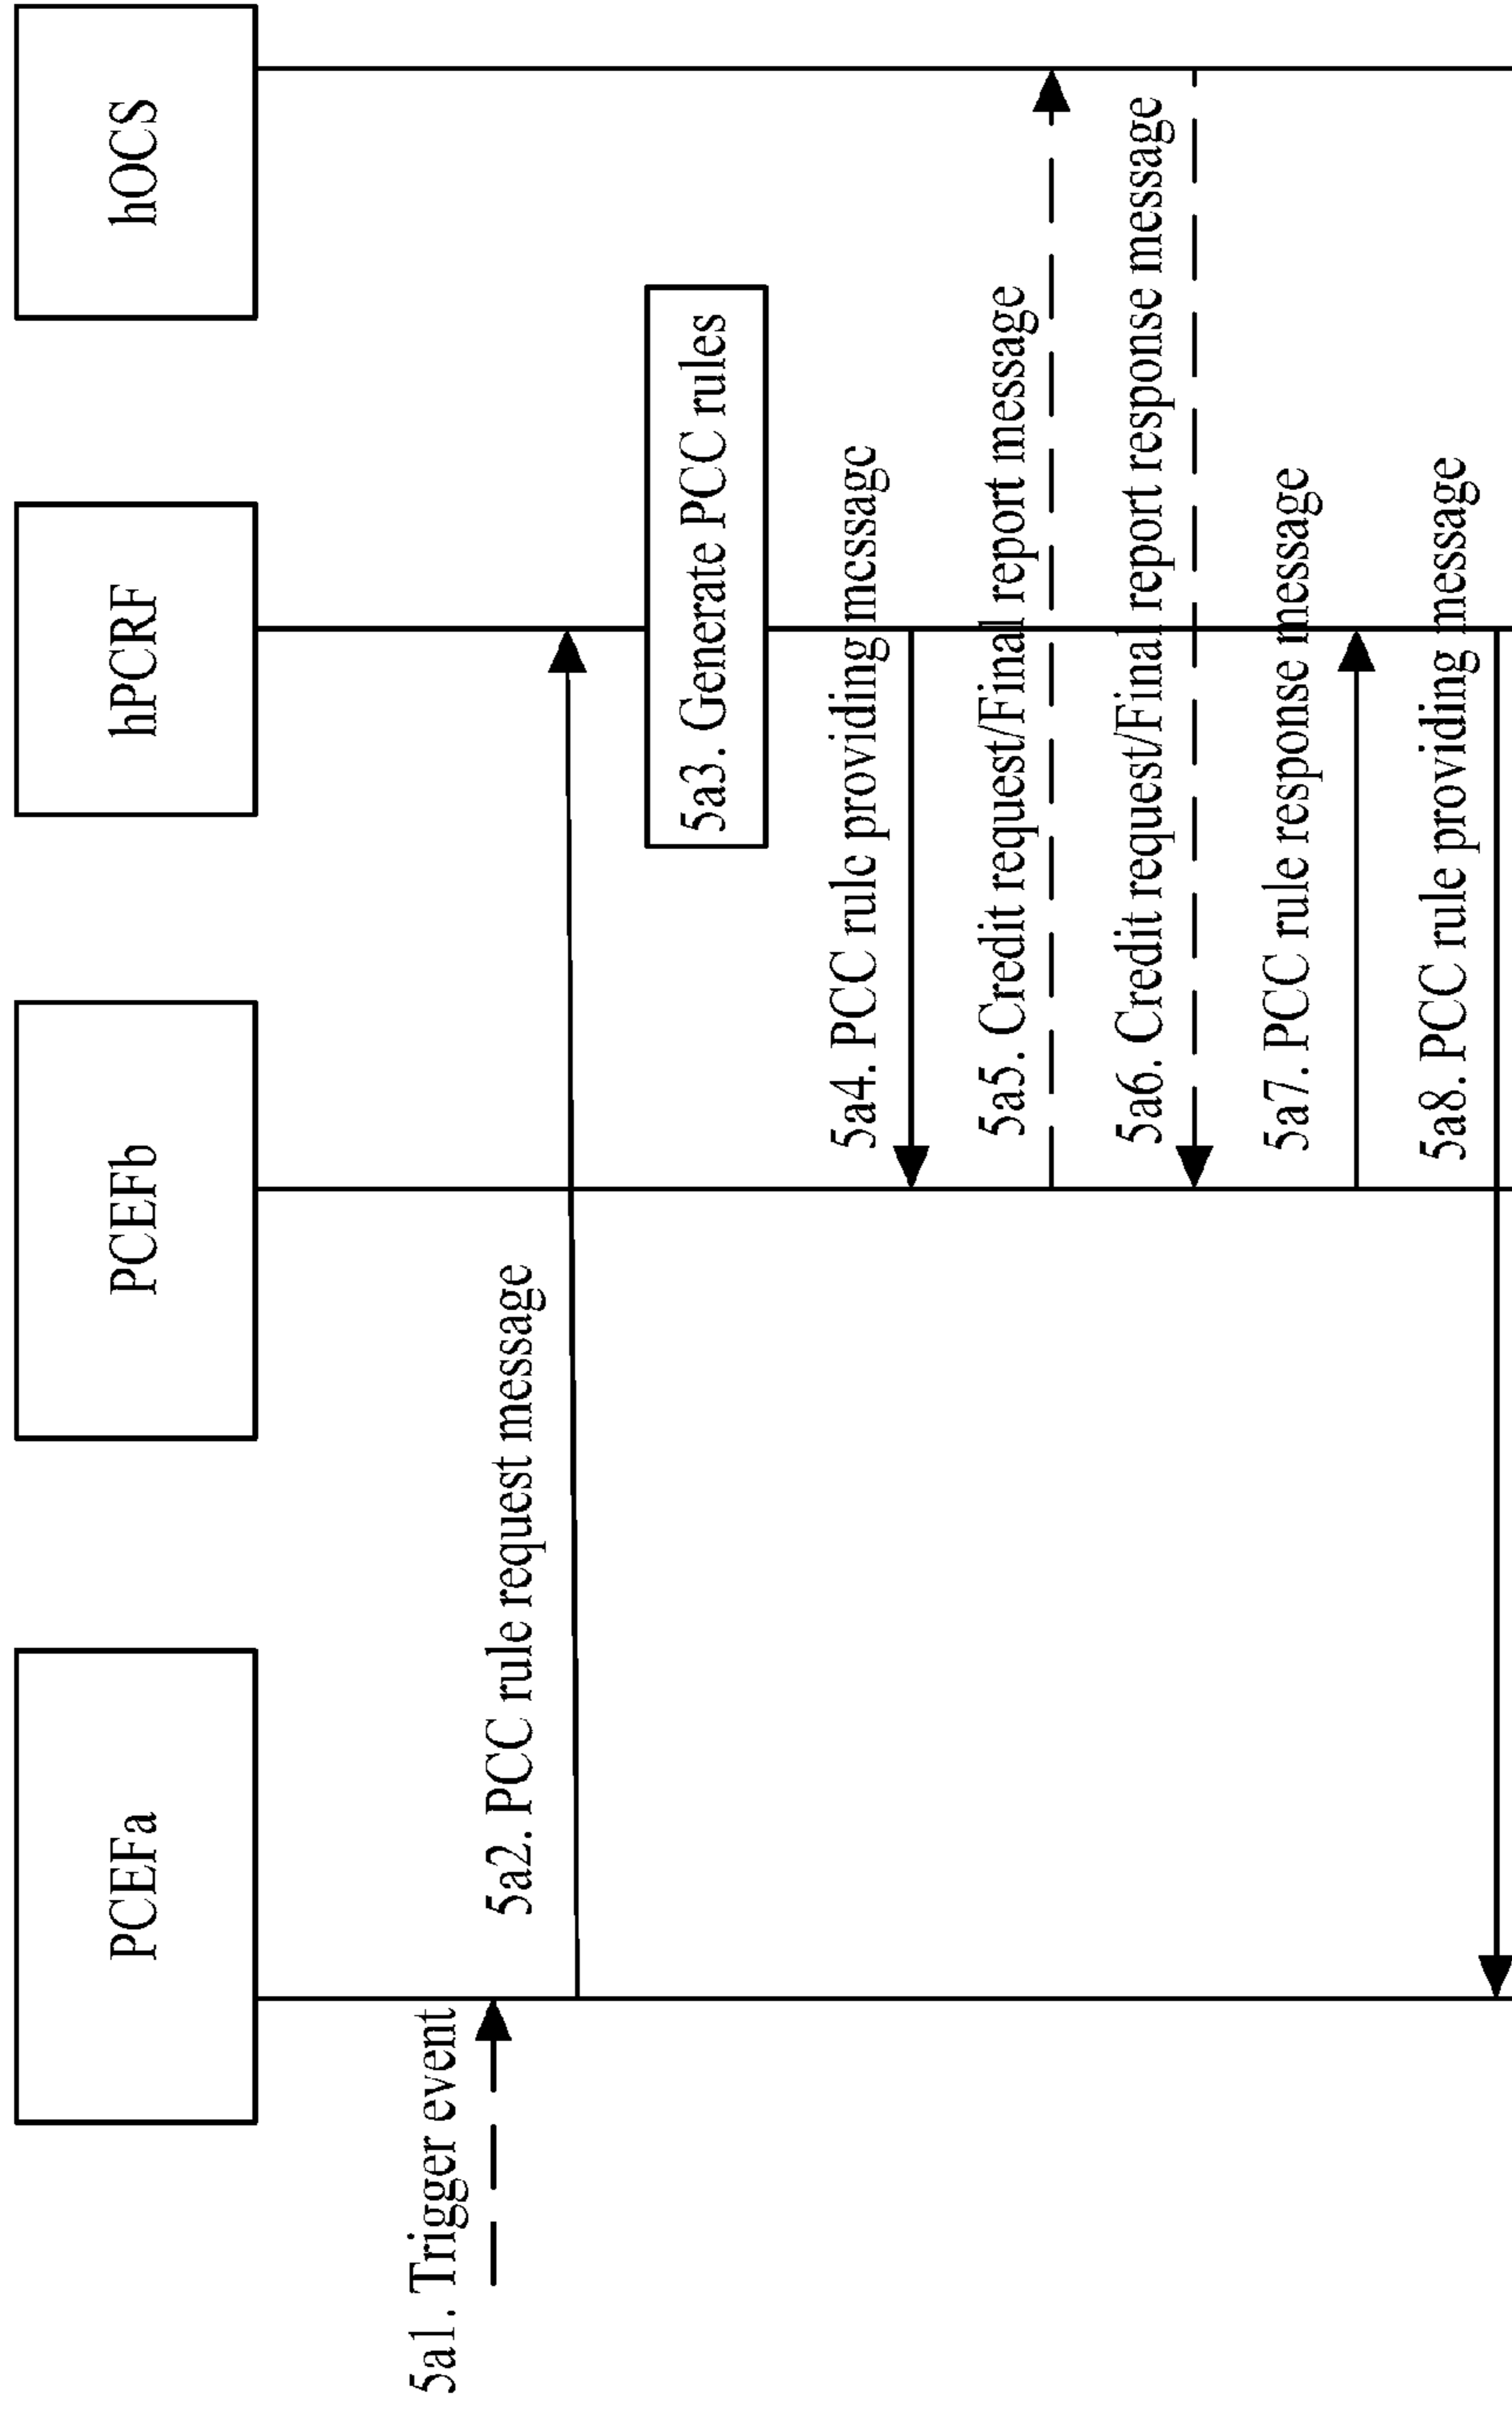 PCEFa
PCEFb
hPCRF
hOCS
5a1. Trigger event
5a2. PCC rule request message
5a3. Generate PCC rules
5a4. PCC rule providing message
5a5. Credit request/Final report message
5a6. Credit request/Final report response message
5a7. PCC rule response message
5a8. PCC rule providing message